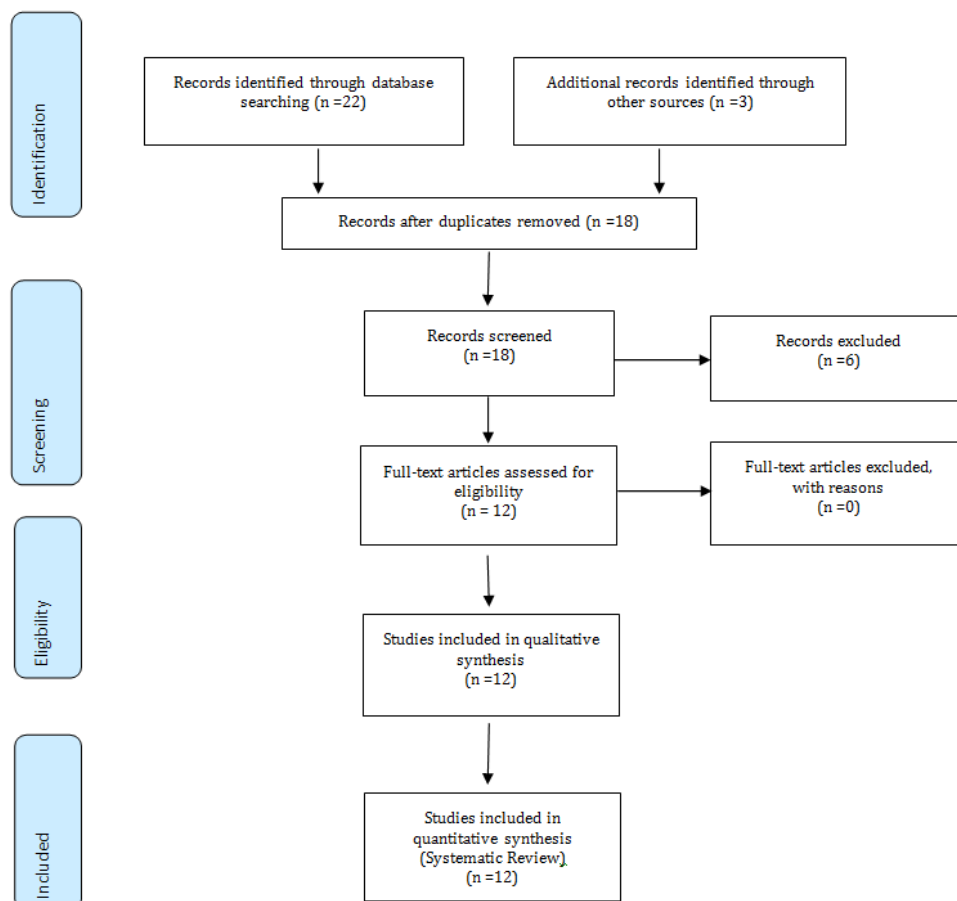 Identification
Records identified through database
searching (n =22)
Additional records identified through
other sources (n =3)
Records after duplicates removed (n =18)
Screening
Records screened
(n =18)
Records excluded
(n =6)
Full-text articles assessed for
eligibility
(n = 12)
Full-text articles excluded,
with reasons
(n =0)
Eligibility
Studies included in qualitative
synthesis
(n =12)
Included
Studies included in
quantitative synthesis
(Systematic Review)
(n =12)